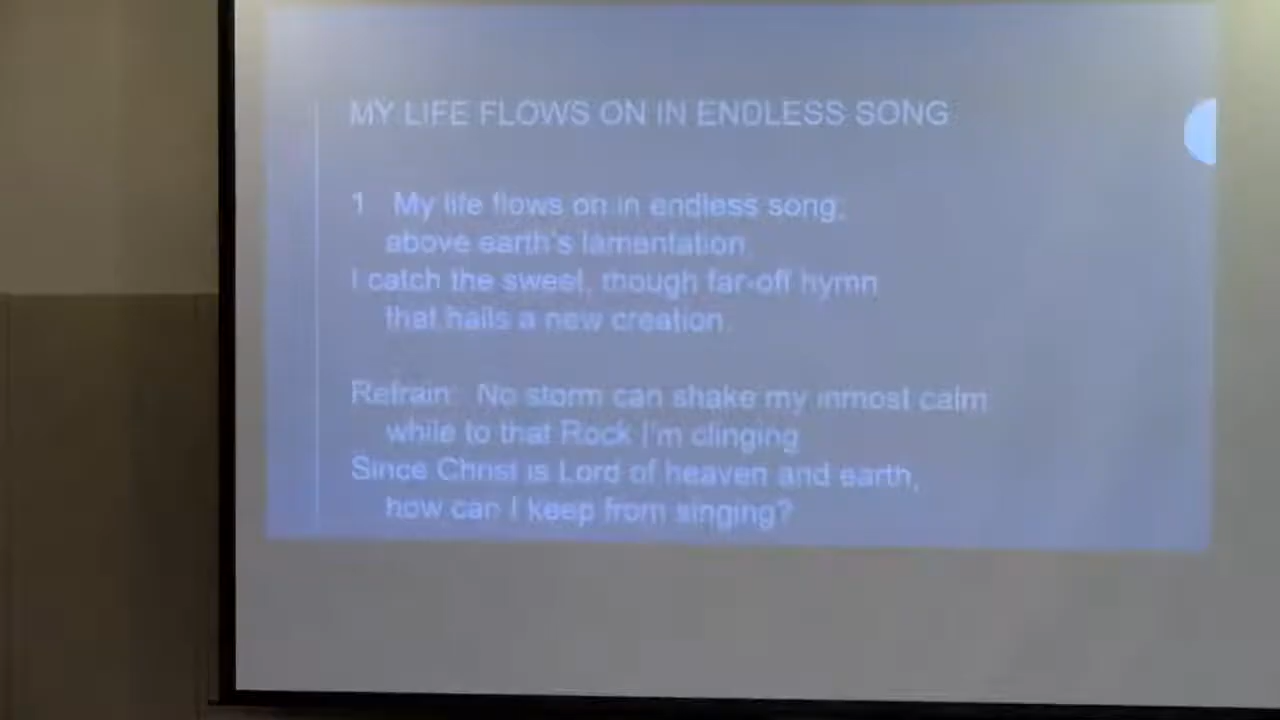 MY LIFE FLOWS ON IN ENDLESS SONG
1 My life flows on in endless song;
above earth's lamentation,
I catch the sweet, though far-off hymn
that hails a new creation.
Refrain: No storm can shake my inmost calm
while to that Rock I'm clinging
Since Christ is Lord of heaven and earth,
how can I keep from singing?